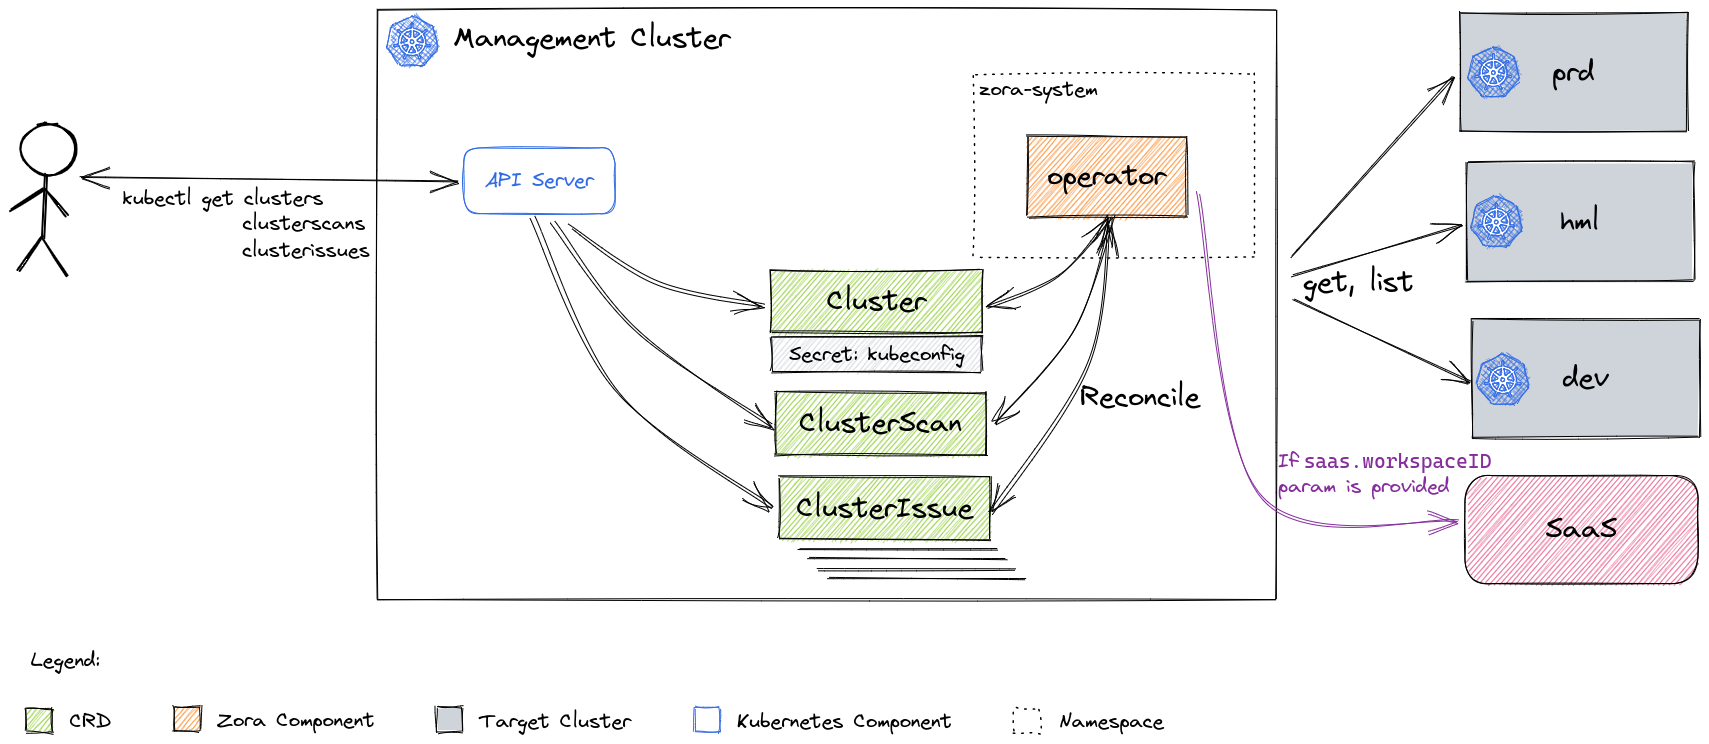 Management Cluster
zora-system
API Server
operator
kubectl get clusters
clusterscans
clusterissues
Cluster
Secret: kubeconfig
ClusterScan
ClusterIssue
Reconcile
get, list
prd
hml
dev
If saas.workspaceID
param is provided
SaaS
Legend:
CRD
Zora Component
Target Cluster
Kubernetes Component
Namespace